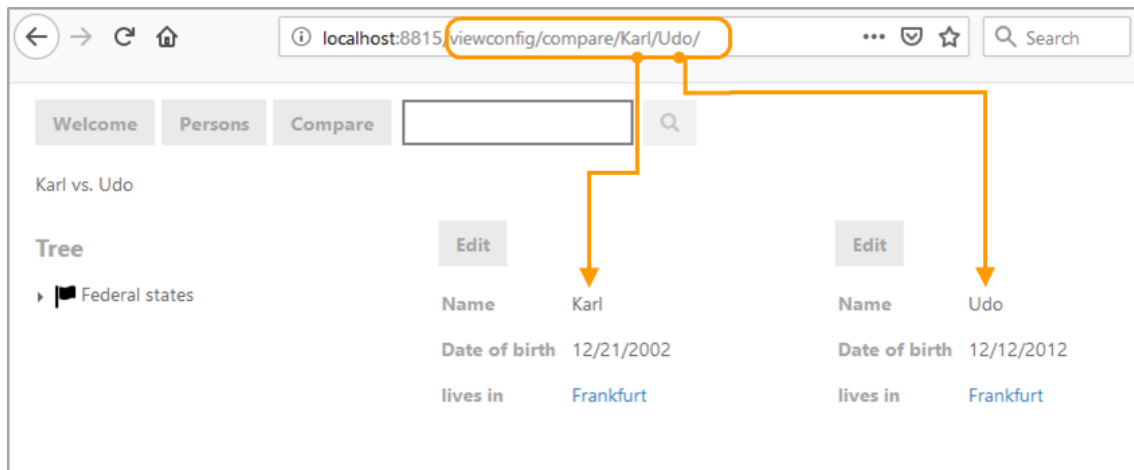 localhost:8815/viewconfig/compare/Karl/Udo/ Search
Welcome Persons Compare
Karl vs. Udo
Tree
Federal states
Edit
Name Karl
Date of birth 12/21/2002
lives in Frankfurt
Edit
Name Udo
Date of birth 12/12/2012
lives in Frankfurt